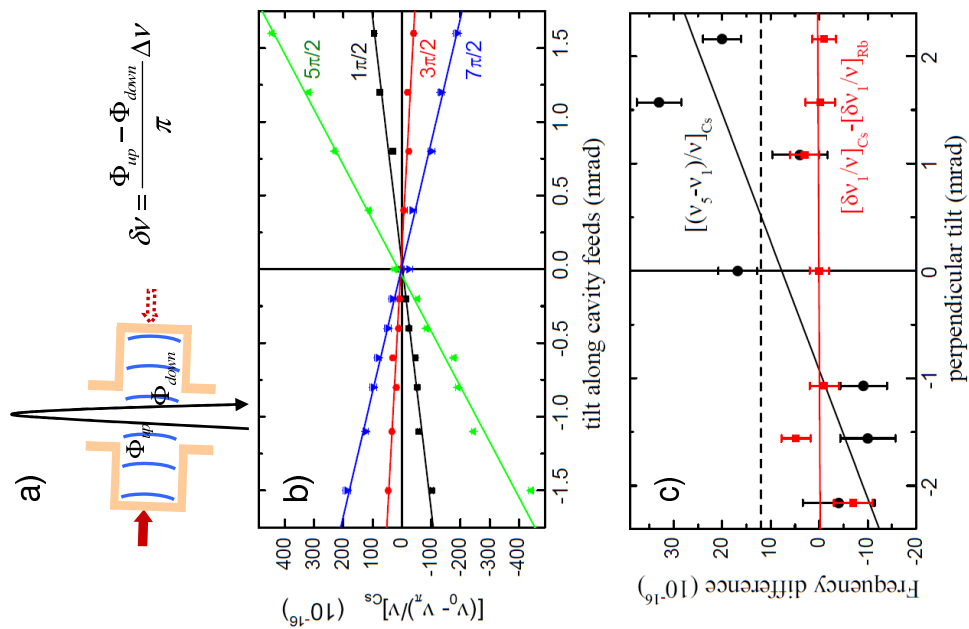 a)
Φup
Φdown
δν = (Φup − Φdown) / π Δν
b)
[(ν0 - νπ)/ν]Cs (10-16)
400
300
200
100
0
-100
-200
-300
-400
5π/2
1π/2
3π/2
7π/2
-1.5
-1.0
-0.5
0.0
0.5
1.0
1.5
tilt along cavity feeds (mrad)
c)
Frequency difference (10-16)
30
20
10
0
-10
-20
[(ν5-ν1)/ν]Cs
[δν1/ν]Cs-[δν1/ν]Rb
-2
-1
0
1
2
perpendicular tilt (mrad)